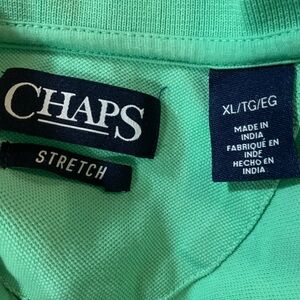 CHAPS
STRETCH
XL/TG/EG
MADE IN
INDIA
FABRIQUÉ EN
INDE
HECHO EN
INDIA